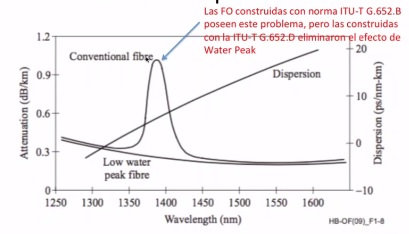 Las FO construidas con norma ITU-T G.652.B
poseen este problema, pero las construidas
con la ITU-T G.652.D eliminaron el efecto de
Water Peak
1.2
0.9
0.6
0.3
0
Attenuation (dB/km)
Conventional fibre
Dispersion
Low water
peak fibre
20
10
0
−10
Dispersion (ps/nm-km)
1250 1300 1350 1400 1450 1500 1550 1600
Wavelength (nm)
HB-OF(09)_F1-8